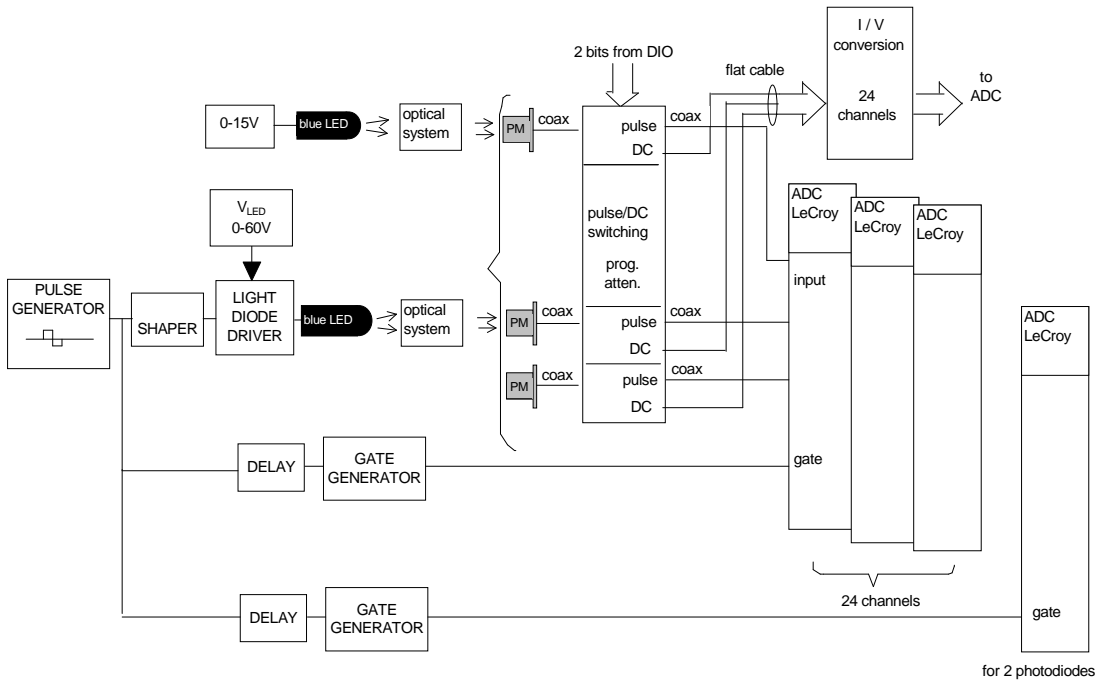 I / V
conversion
24
channels
to
ADC
2 bits from DIO
flat cable
0-15V
blue LED
optical
system
PM
coax
pulse
DC
coax
pulse/DC
switching
prog.
atten.
V_LED
0-60V
ADC
LeCroy
ADC
LeCroy
ADC
LeCroy
input
gate
PULSE
GENERATOR
SHAPER
LIGHT
DIODE
DRIVER
blue LED
optical
system
PM
coax
pulse
DC
coax
PM
coax
pulse
DC
coax
ADC
LeCroy
gate
DELAY
GATE
GENERATOR
24 channels
DELAY
GATE
GENERATOR
for 2 photodiodes